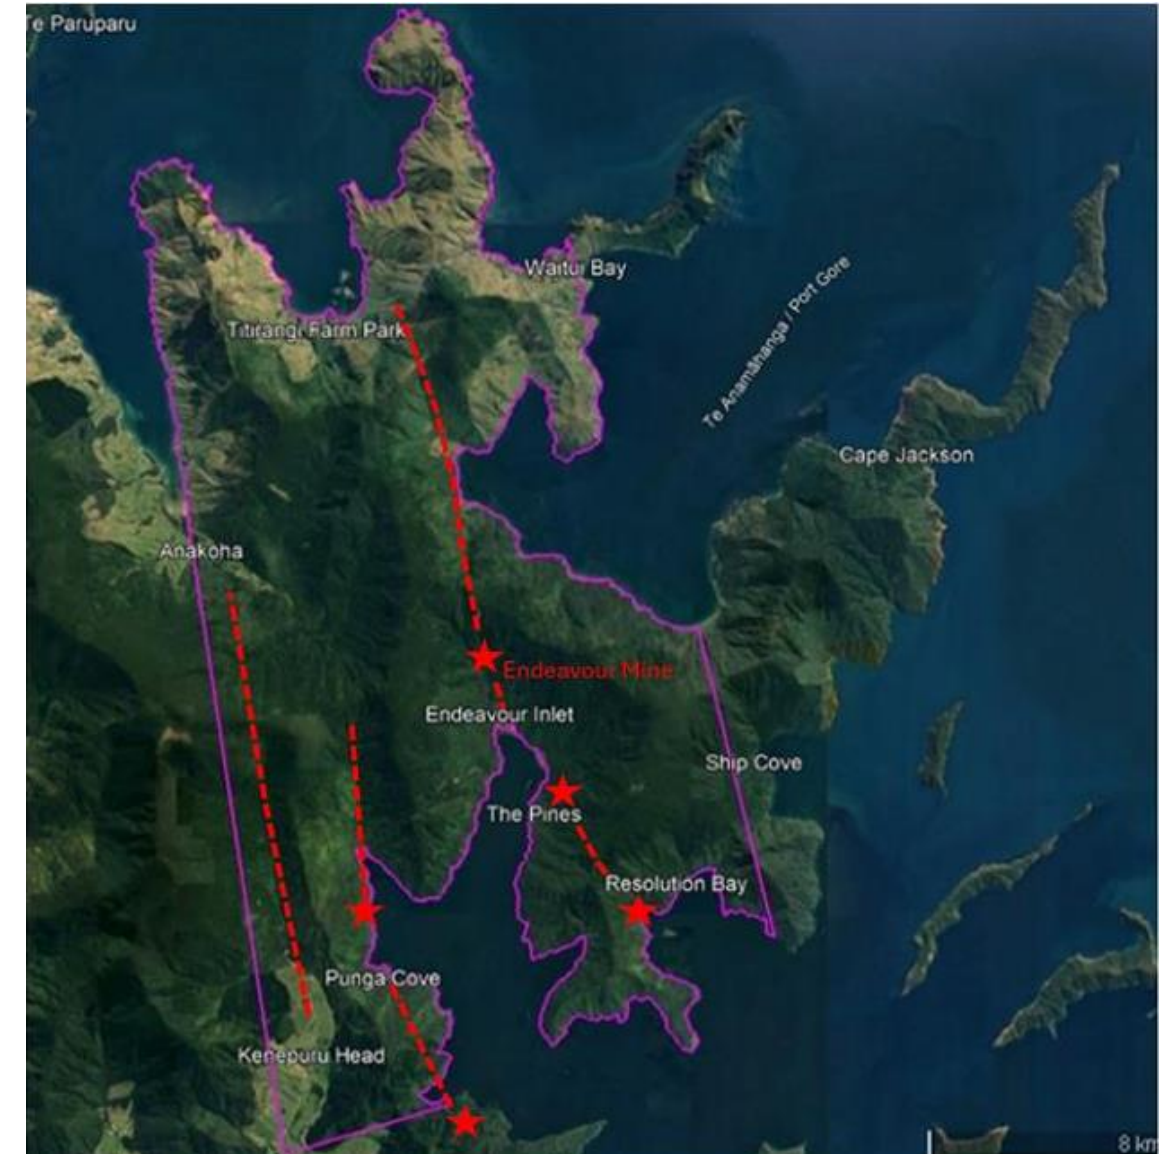 Te Paruparu
Waitui Bay
Te Anamāhanga / Port Gore
Titirangi Farm Park
Cape Jackson
Anakoha
Endeavour Mine
Endeavour Inlet
Ship Cove
The Pines
Resolution Bay
Punga Cove
Kenepuru Head
8 km